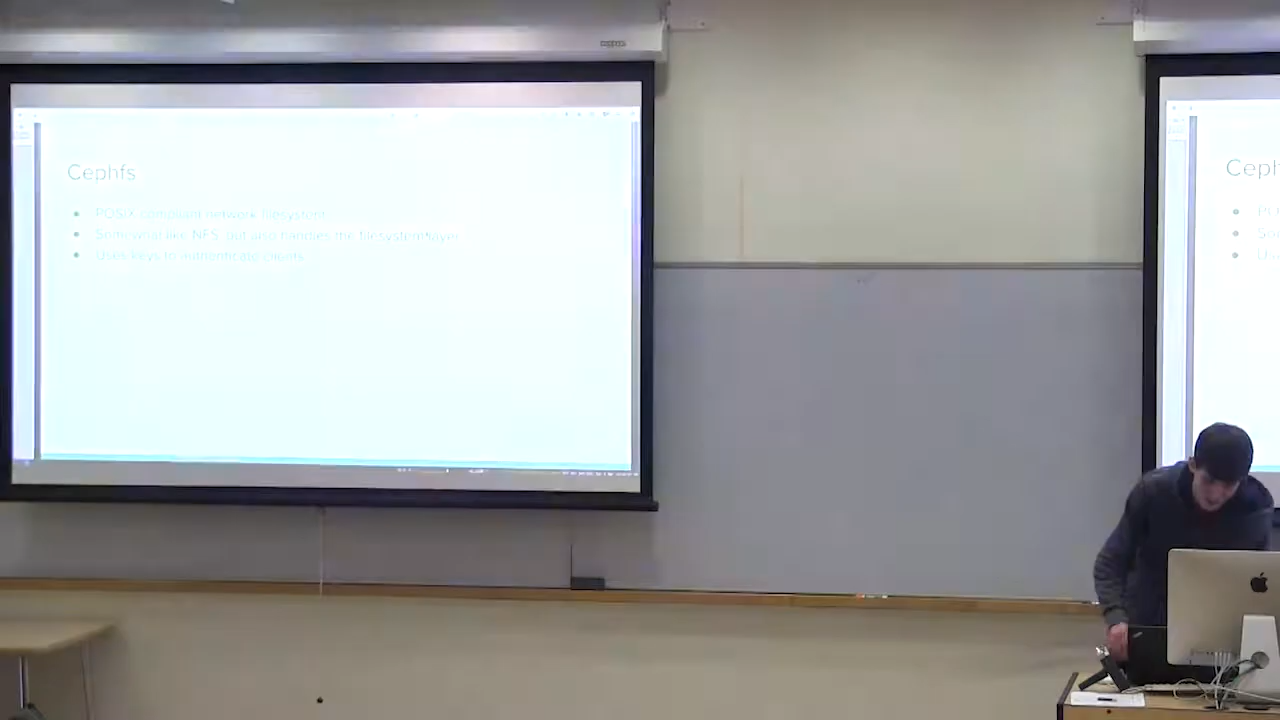 Cephfs
POSIX compliant network filesystem
Somewhat like NFS, but also handles the filesystem layer
Uses keys to authenticate clients
Ceph